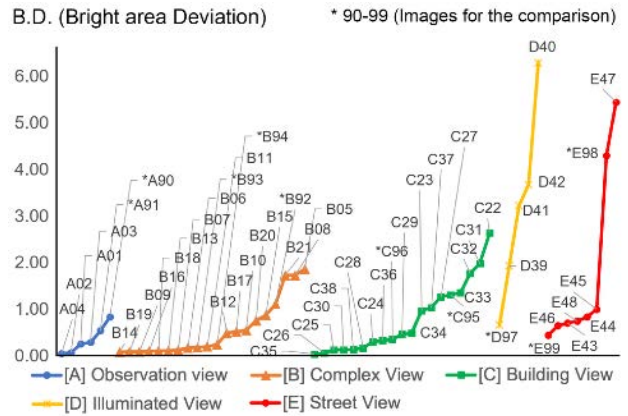 B.D. (Bright area Deviation)
* 90-99 (Images for the comparison)
6.00
5.00
4.00
3.00
2.00
1.00
0.00
A04
A02
A01
A03
*A91
*A90
B14
B19
B09
B16
B18
B13
B07
B06
*B93
B11
*B94
B12
B17
B10
B20
B15
*B92
B21
B08
B05
C35
C26
C25
C30
C38
C28
C24
C36
*C96
C29
C34
C23
C37
C27
*C95
C33
C32
C31
C22
*D97
D39
D41
D42
D40
*E99
E46
E48
E43
E44
E45
*E98
E47
[A] Observation view
[B] Complex View
[C] Building View
[D] Illuminated View
[E] Street View